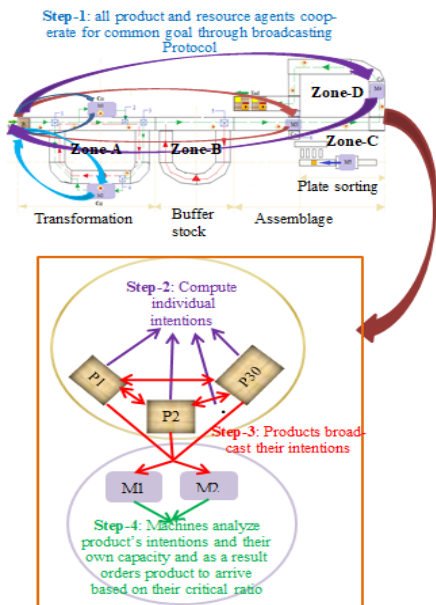 Step-1: all product and resource agents coop-
erate for common goal through broadcasting
Protocol
Zone-D
Zone-A
Zone-B
Zone-C
Plate sorting
Transformation
Buffer
stock
Assemblage
Step-2: Compute
individual
intentions
P1
P2
P30
Step-3: Products broad-
cast their intentions
M1
M2
Step-4: Machines analyze
product's intentions and their
own capacity and as a result
orders product to arrive
based on their critical ratio